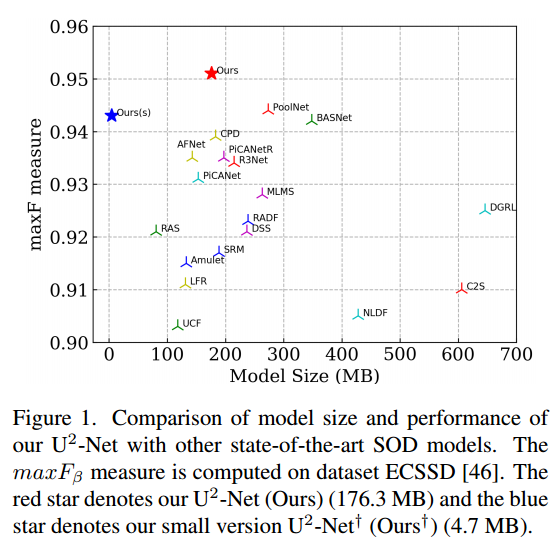 0.96
0.95
0.94
0.93
0.92
0.91
0.90
maxF measure
Ours
Ours(s)
PoolNet
BASNet
CPD
AFNet
PiCANetR
R3Net
PiCANet
MLMS
DGRL
RADF
RAS
DSS
SRM
Amulet
LFR
C2S
NLDF
UCF
0 100 200 300 400 500 600 700
Model Size (MB)
Figure 1. Comparison of model size and performance of
our U²-Net with other state-of-the-art SOD models. The
maxFβ measure is computed on dataset ECSSD [46]. The
red star denotes our U²-Net (Ours) (176.3 MB) and the blue
star denotes our small version U²-Net† (Ours†) (4.7 MB).